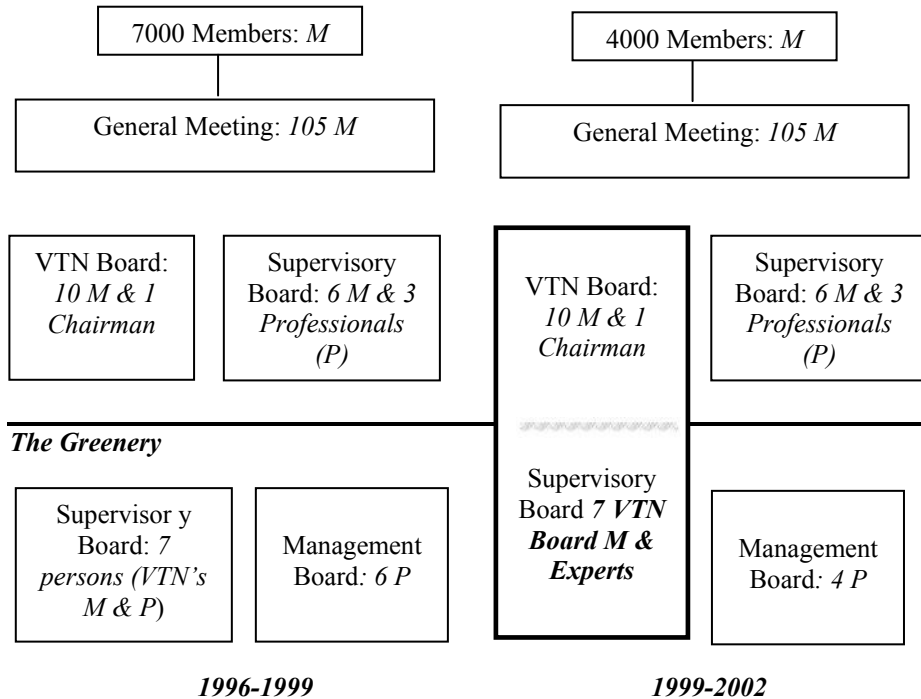 7000 Members: M
4000 Members: M
General Meeting: 105 M
General Meeting: 105 M
VTN Board:
10 M & 1
Chairman
Supervisory
Board: 6 M & 3
Professionals
(P)
VTN Board:
10 M & 1
Chairman
Supervisory
Board: 6 M & 3
Professionals
(P)
The Greenery
Supervisor y
Board: 7
persons (VTN's
M & P)
Management
Board: 6 P
Supervisory
Board 7 VTN
Board M &
Experts
Management
Board: 4 P
1996-1999
1999-2002